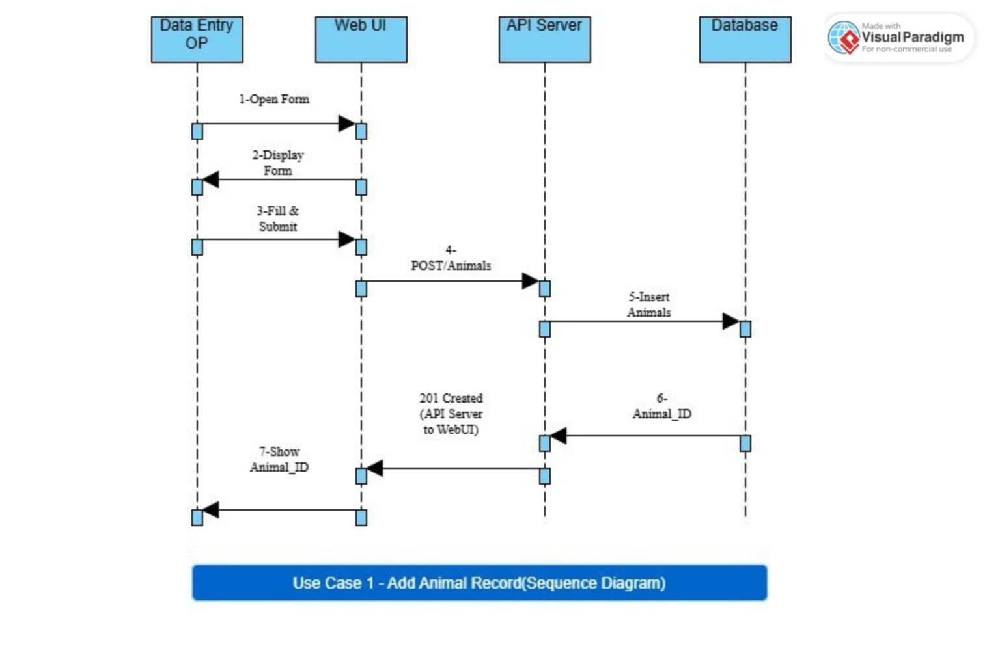 Data Entry
OP
Web UI
API Server
Database
Made with
Visual Paradigm
For non-commercial use
1-Open Form
2-Display
Form
3-Fill &
Submit
4-
POST/Animals
5-Insert
Animals
6-
Animal_ID
201 Created
(API Server
to WebUI)
7-Show
Animal_ID
Use Case 1 - Add Animal Record(Sequence Diagram)